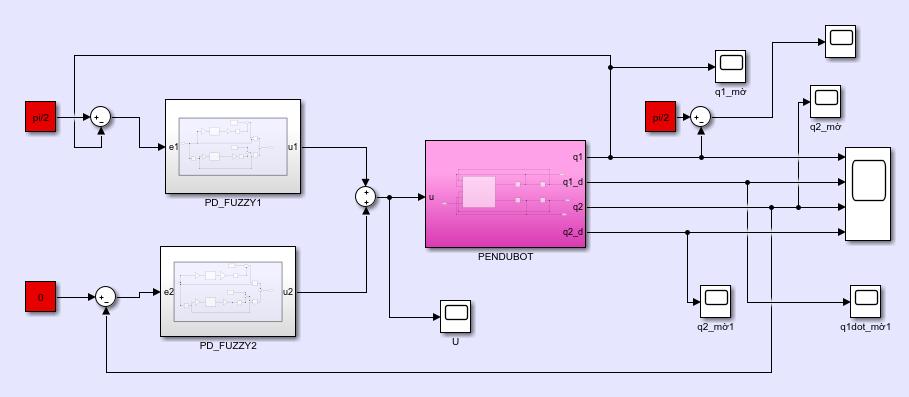 q1_mờ
q2_mờ
pi/2
+
_
e1
u1
PD_FUZZY1
pi/2
+
_
+
+
u
q1
q1_d
q2
q2_d
PENDUBOT
0
+
_
e2
u2
PD_FUZZY2
U
q2_mờ1
q1dot_mờ1